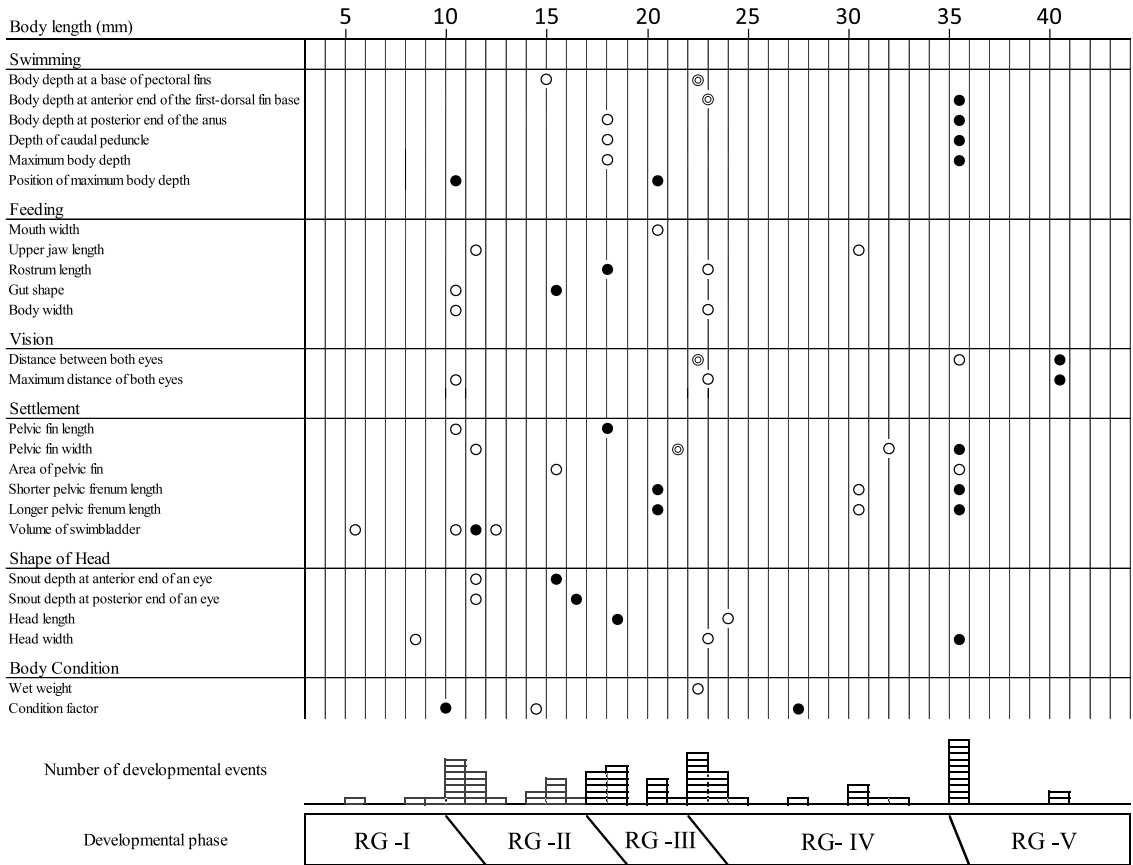 Body length (mm) 5 10 15 20 25 30 35 40
Swimming
Body depth at a base of pectoral fins
Body depth at anterior end of the first-dorsal fin base
Body depth at posterior end of the anus
Depth of caudal peduncle
Maximum body depth
Position of maximum body depth
Feeding
Mouth width
Upper jaw length
Rostrum length
Gut shape
Body width
Vision
Distance between both eyes
Maximum distance of both eyes
Settlement
Pelvic fin length
Pelvic fin width
Area of pelvic fin
Shorter pelvic frenum length
Longer pelvic frenum length
Volume of swimbladder
Shape of Head
Snout depth at anterior end of an eye
Snout depth at posterior end of an eye
Head length
Head width
Body Condition
Wet weight
Condition factor
Number of developmental events
Developmental phase RG -I RG -II RG -III RG- IV RG -V